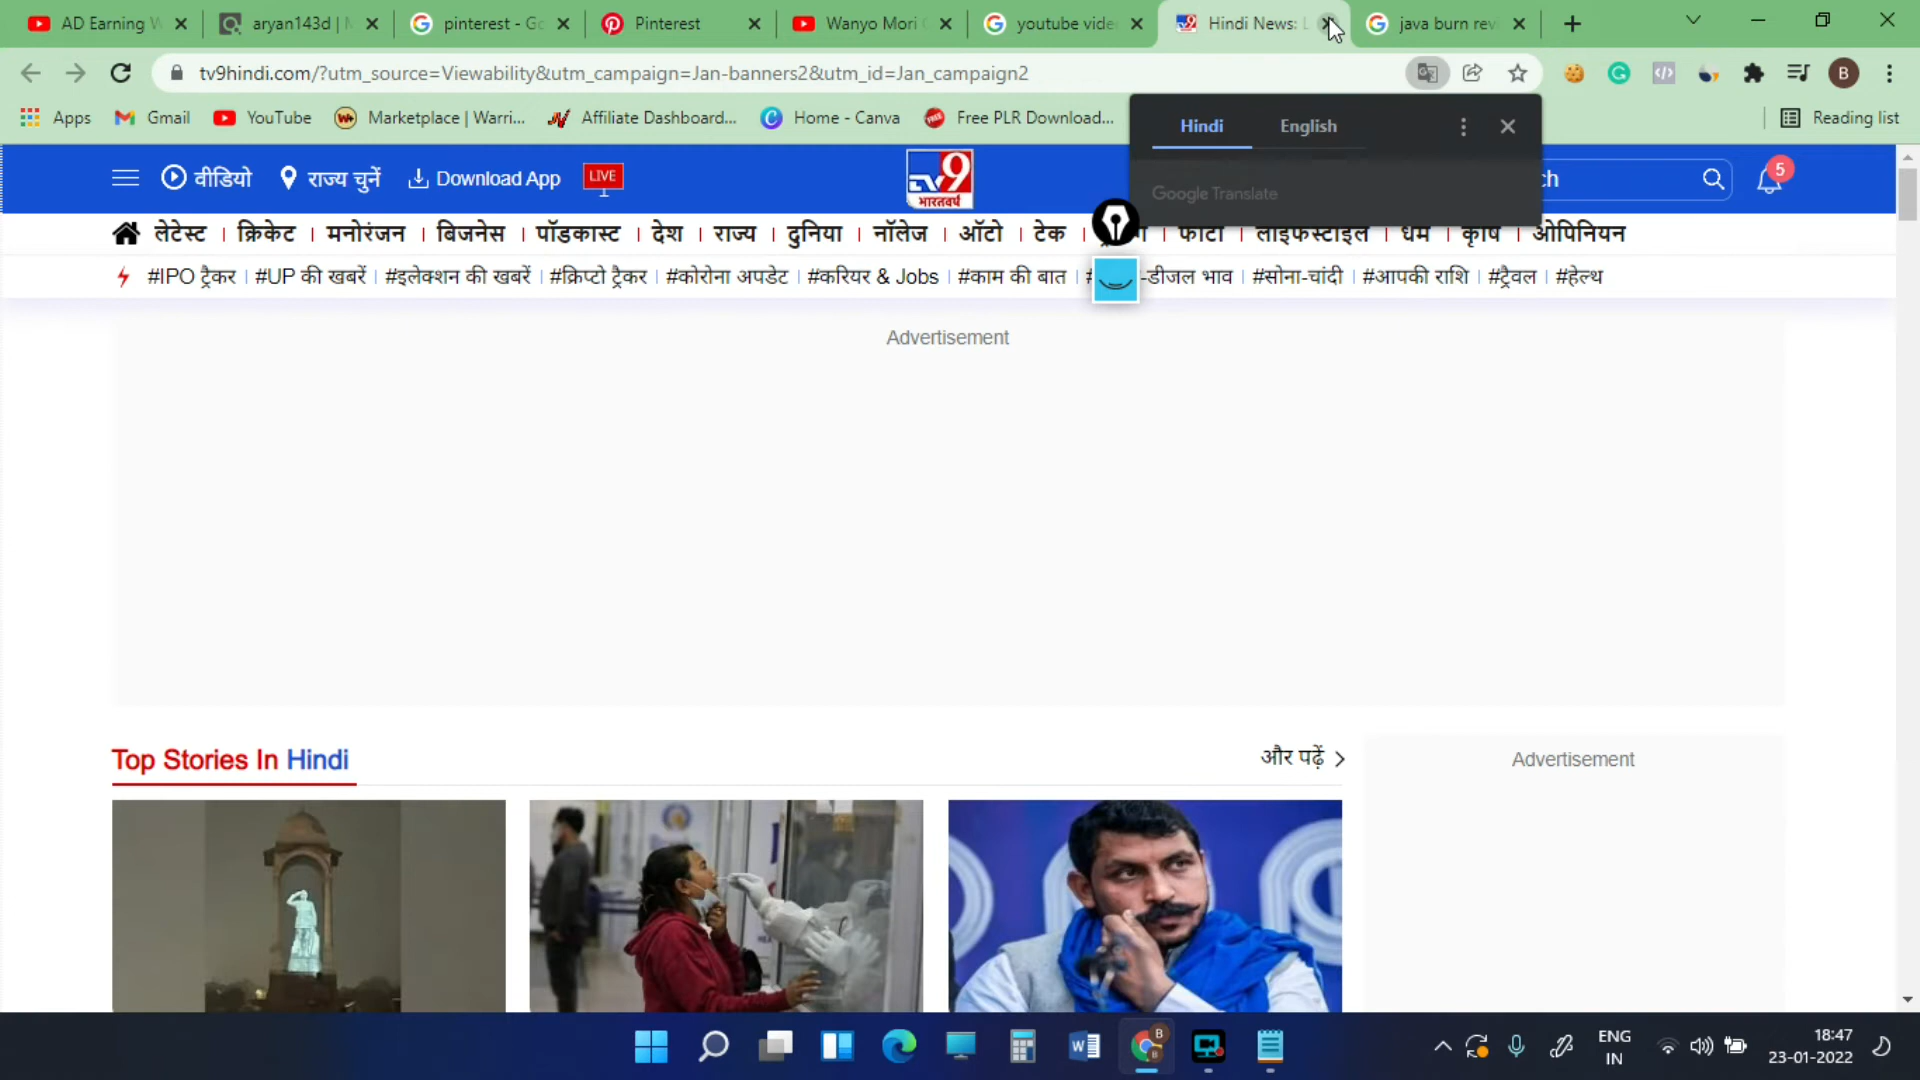 AD Earning aryan143d | pinterest - Go Pinterest Wanyo Mori youtube vide Hindi News: L java burn rev
tv9hindi.com/?utm_source=Viewability&utm_campaign=Jan-banners2&utm_id=Jan_campaign2 B
Apps Gmail YouTube Marketplace | Warri... Affiliate Dashboard... Home - Canva Free PLR Download... Reading list
Hindi English
Google Translate
वीडियो राज्य चुनें Download App LIVE TV9 भारतवर्ष 5
लेटेस्ट क्रिकेट मनोरंजन बिजनेस पॉडकास्ट देश राज्य दुनिया नॉलेज ऑटो टेक फोटो लाइफस्टाइल धर्म कृषि ओपिनियन
#IPO ट्रैकर #UP की खबरें #इलेक्शन की खबरें #क्रिप्टो ट्रैकर #कोरोना अपडेट #करियर & Jobs #काम की बात -डीजल भाव #सोना-चांदी #आपकी राशि #ट्रैवल #हेल्थ
Advertisement
Top Stories In Hindi और पढ़ें
Advertisement
ENG
IN
18:47
23-01-2022